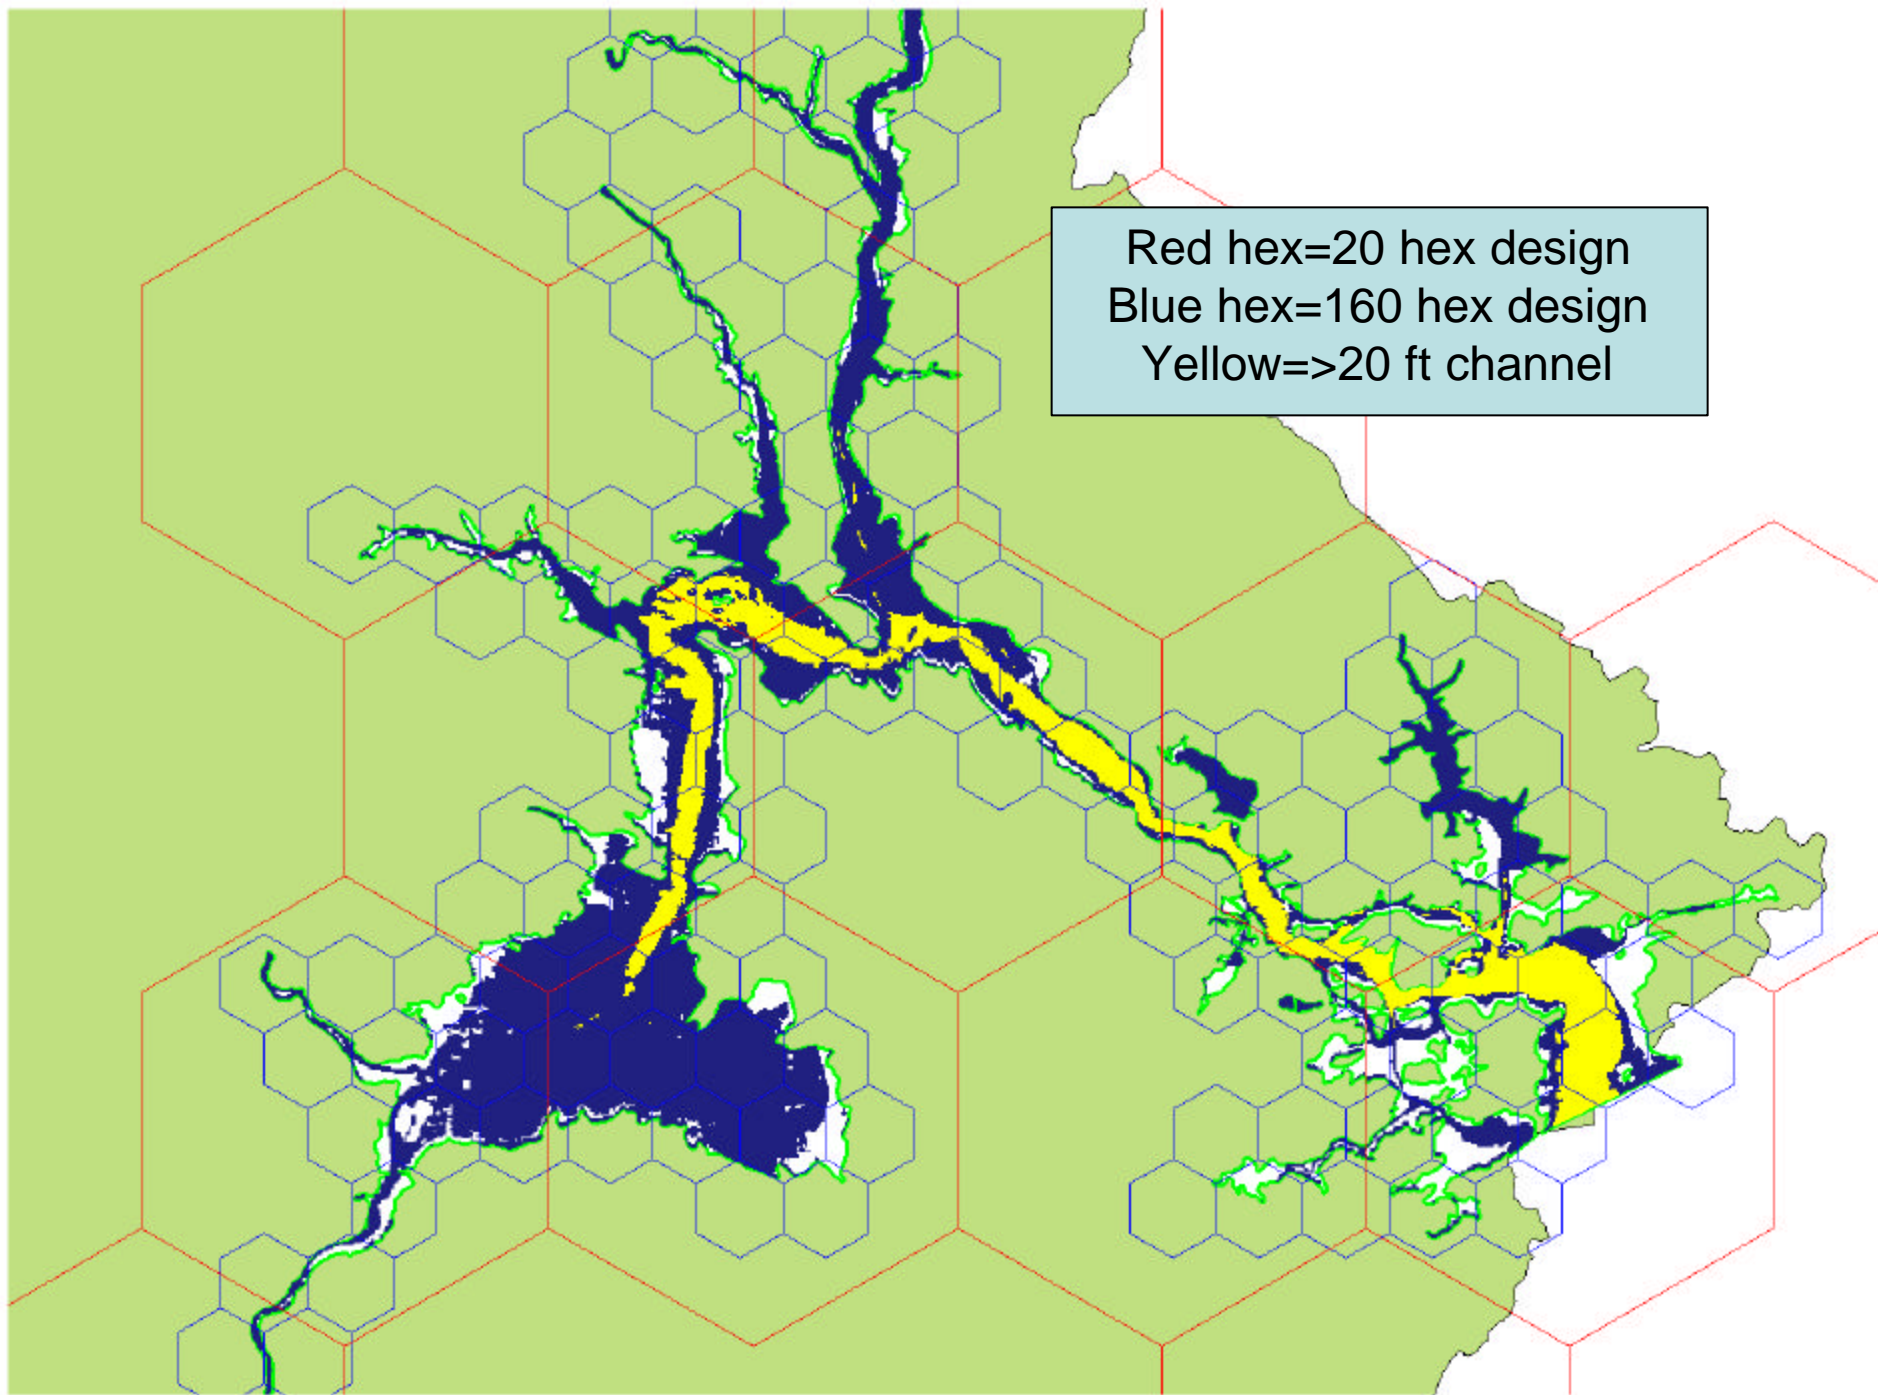 Red hex=20 hex design
Blue hex=160 hex design
Yellow=>20 ft channel